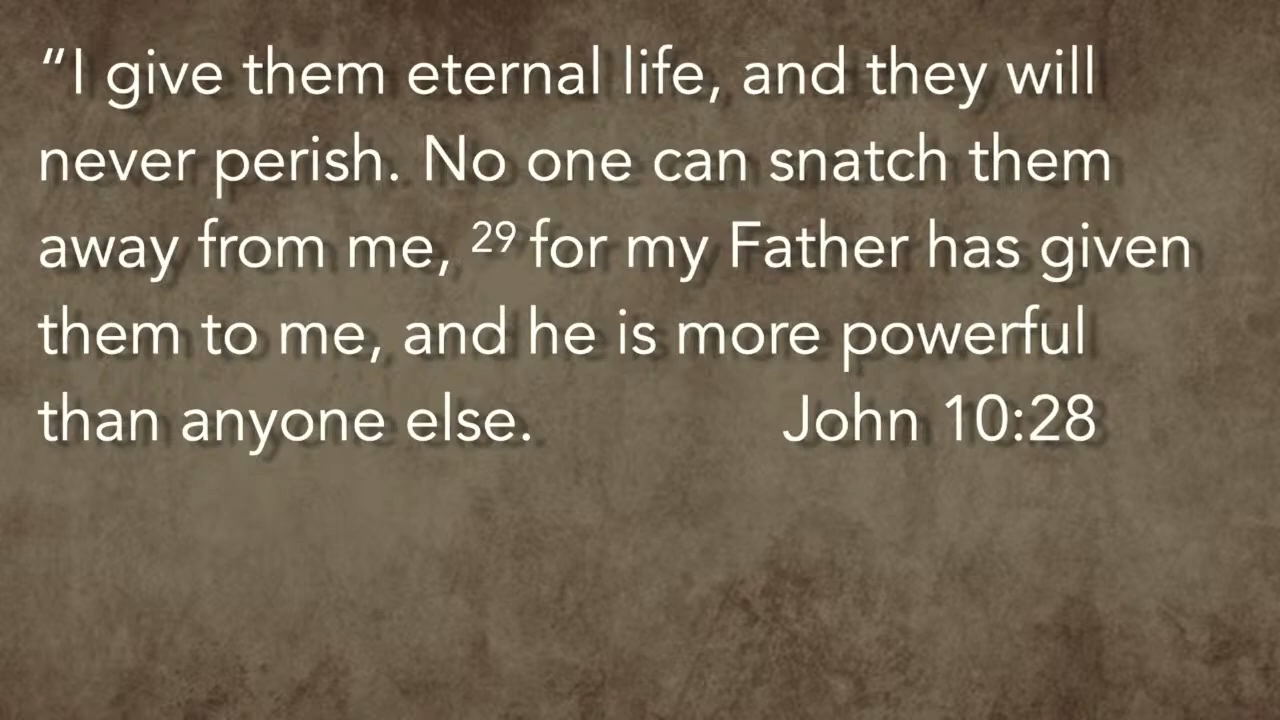 “I give them eternal life, and they will
never perish. No one can snatch them
away from me, ²⁹ for my Father has given
them to me, and he is more powerful
than anyone else. John 10:28